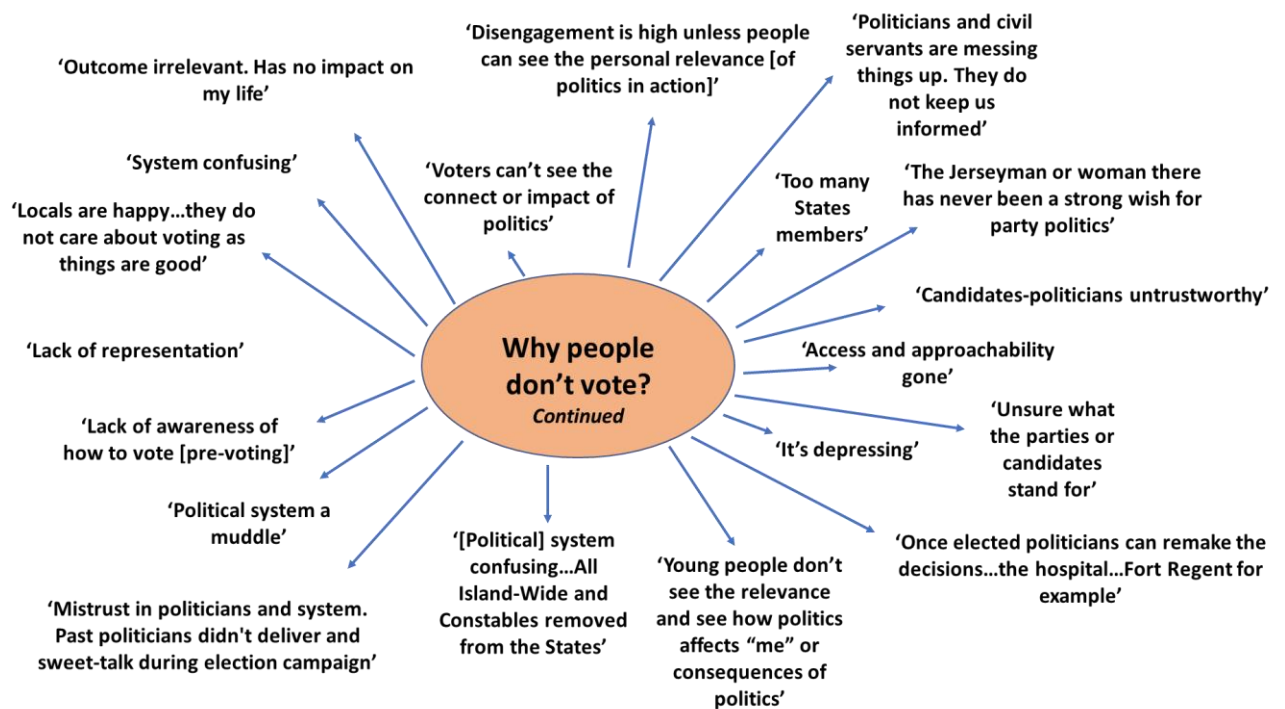 ‘Outcome irrelevant. Has no impact on
my life’
‘Disengagement is high unless people
can see the personal relevance [of
politics in action]’
‘Politicians and civil
servants are messing
things up. They do
not keep us
informed’
‘System confusing’
‘Voters can’t see the
connect or impact of
politics’
‘Too many
States
members’
‘The Jerseyman or woman there
has never been a strong wish for
party politics’
‘Locals are happy...they do
not care about voting as
things are good’
‘Candidates-politicians untrustworthy’
Why people
don’t vote?
Continued
‘Lack of representation’
‘Access and approachability
gone’
‘Lack of awareness of
how to vote [pre-voting]’
‘It’s depressing’
‘Unsure what
the parties or
candidates
stand for’
‘Political system a
muddle’
‘[Political] system
confusing...All
Island-Wide and
Constables removed
from the States’
‘Young people don’t
see the relevance
and see how politics
affects “me” or
consequences of
politics’
‘Once elected politicians can remake the
decisions...the hospital...Fort Regent for
example’
‘Mistrust in politicians and system.
Past politicians didn't deliver and
sweet-talk during election campaign’